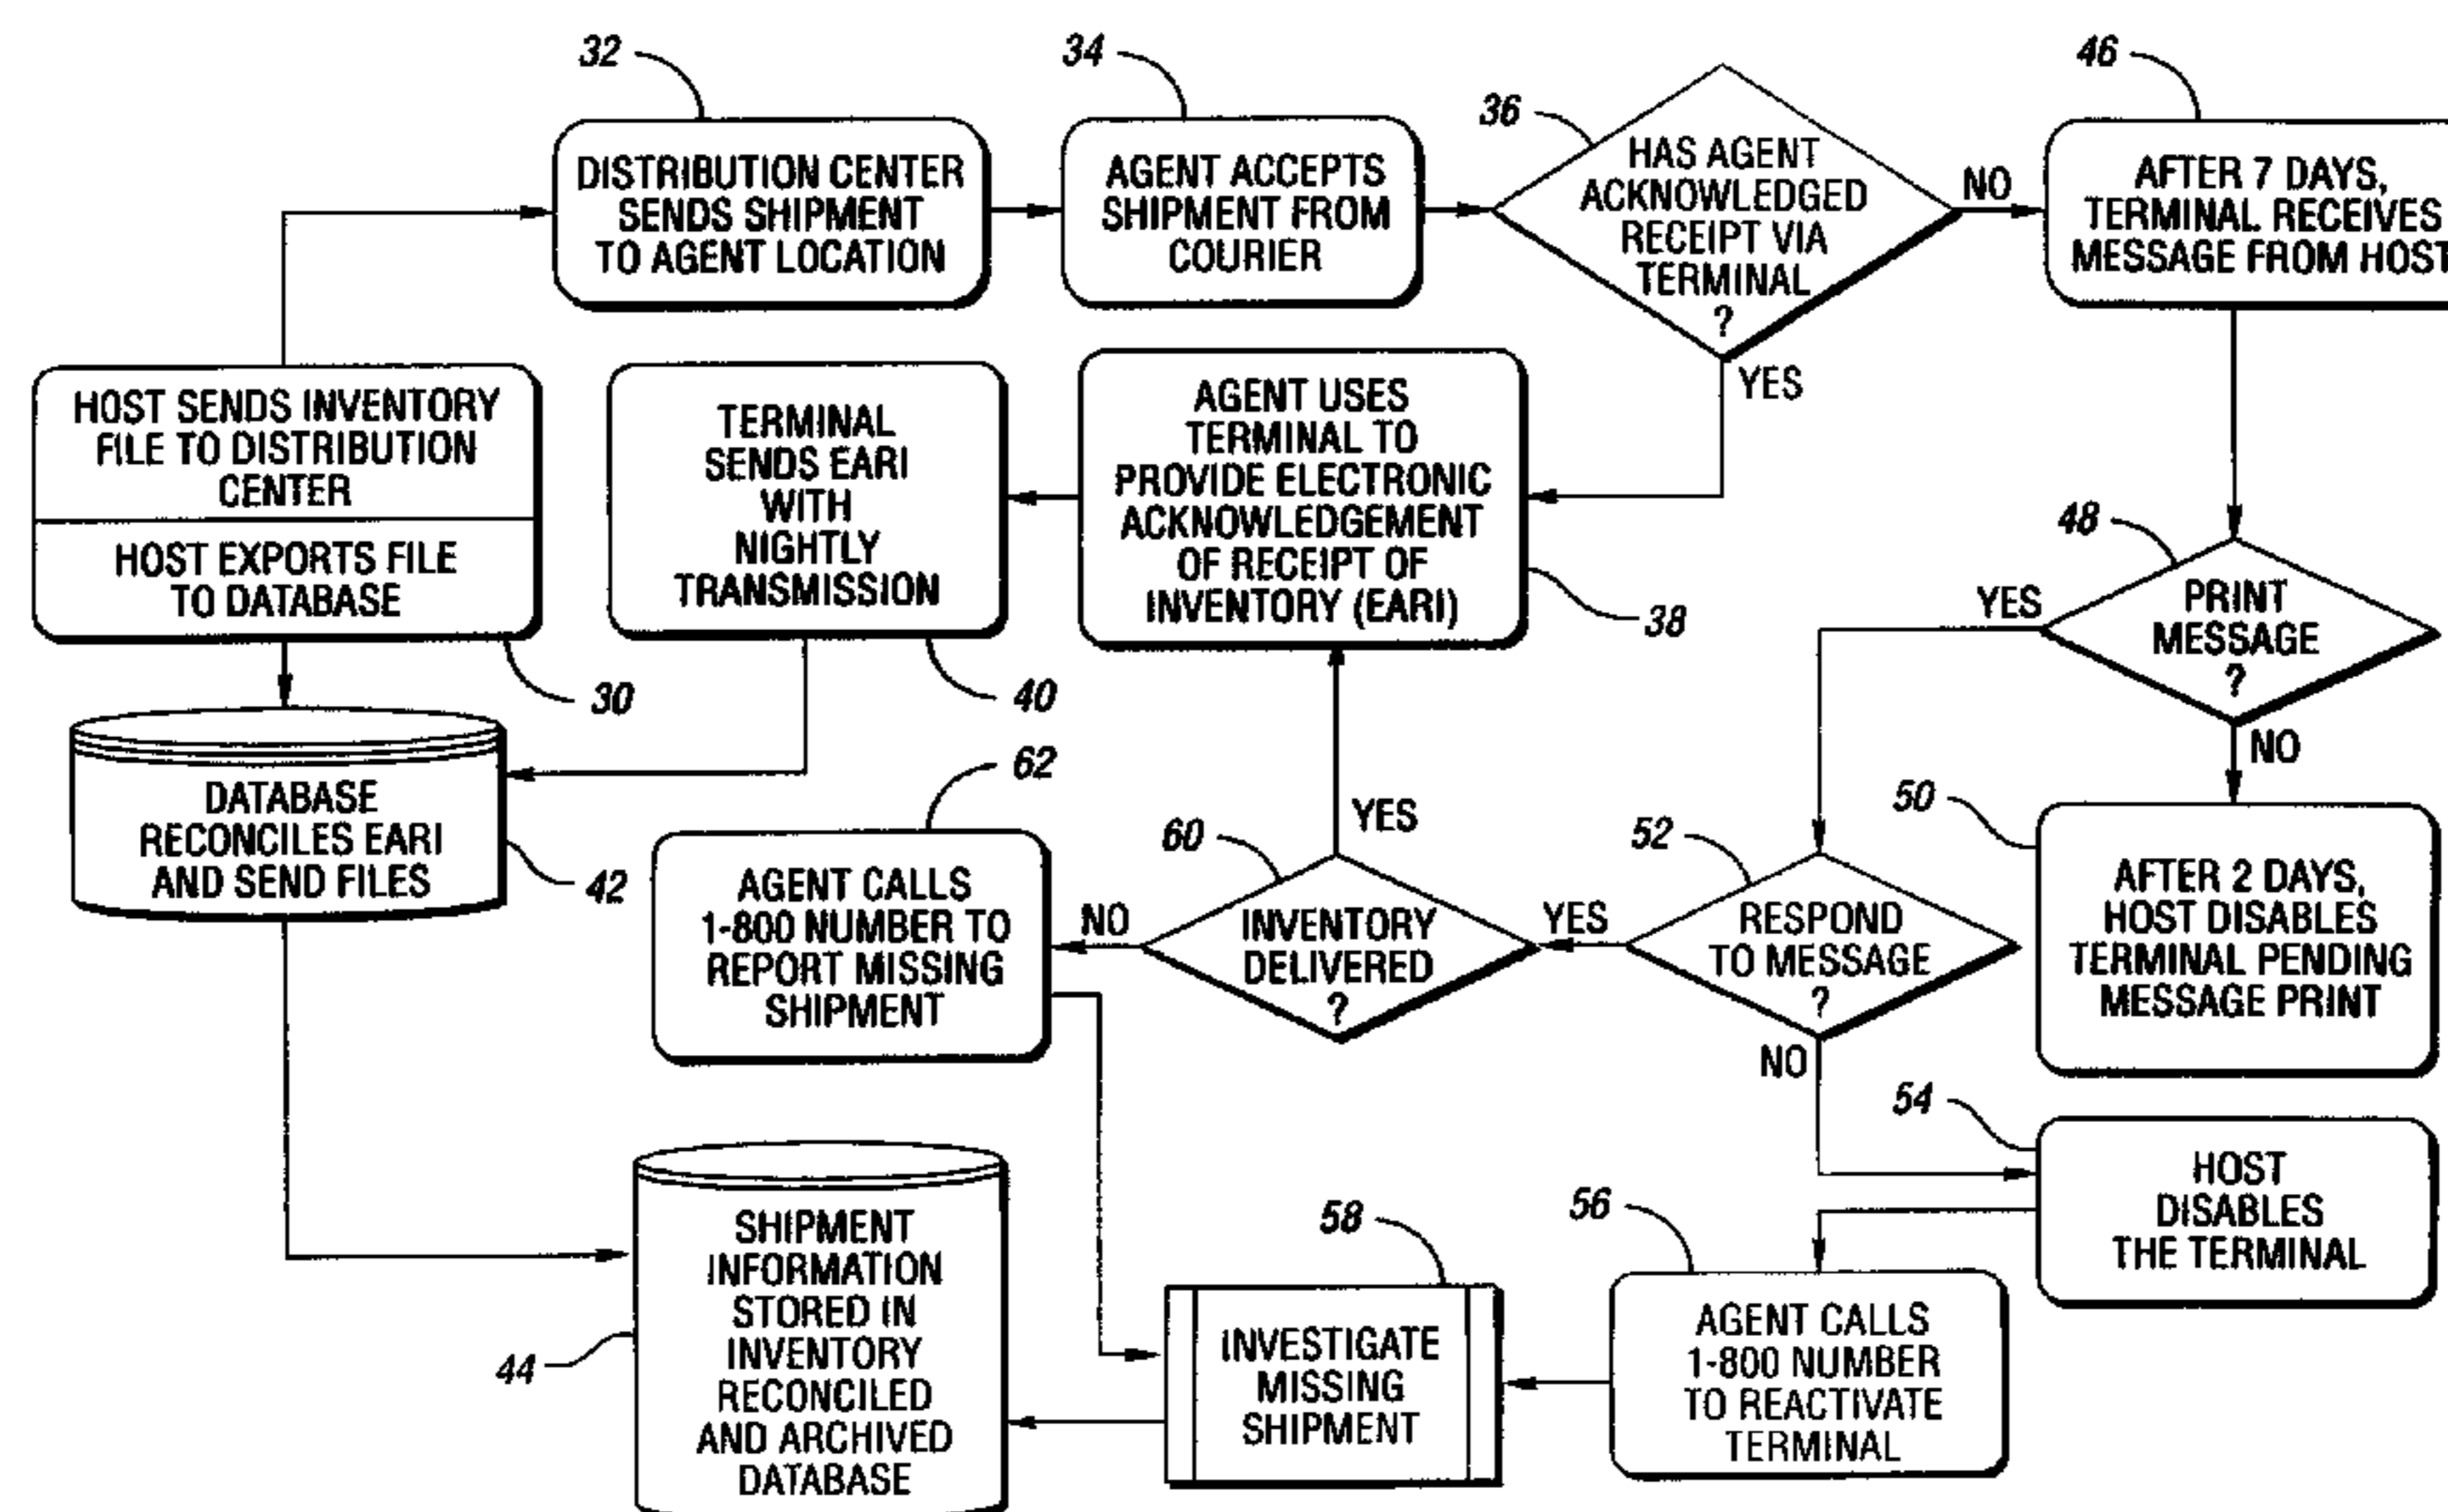 32
DISTRIBUTION CENTER
SENDS SHIPMENT
TO AGENT LOCATION
34
AGENT ACCEPTS
SHIPMENT FROM
COURIER
36
HAS AGENT
ACKNOWLEDGED
RECEIPT VIA
TERMINAL
?
NO
YES
46
AFTER 7 DAYS,
TERMINAL RECEIVES
MESSAGE FROM HOST
HOST SENDS INVENTORY
FILE TO DISTRIBUTION
CENTER
HOST EXPORTS FILE
TO DATABASE
30
TERMINAL
SENDS EARI
WITH
NIGHTLY
TRANSMISSION
40
AGENT USES
TERMINAL TO
PROVIDE ELECTRONIC
ACKNOWLEDGEMENT
OF RECEIPT OF
INVENTORY (EARI)
38
48
PRINT
MESSAGE
?
YES
NO
DATABASE
RECONCILES EARI
AND SEND FILES
42
62
AGENT CALLS
1-800 NUMBER TO
REPORT MISSING
SHIPMENT
60
INVENTORY
DELIVERED
?
YES
NO
52
RESPOND
TO MESSAGE
?
YES
NO
50
AFTER 2 DAYS,
HOST DISABLES
TERMINAL PENDING
MESSAGE PRINT
54
HOST
DISABLES
THE TERMINAL
44
SHIPMENT
INFORMATION
STORED IN
INVENTORY
RECONCILED
AND ARCHIVED
DATABASE
58
INVESTIGATE
MISSING
SHIPMENT
56
AGENT CALLS
1-800 NUMBER
TO REACTIVATE
TERMINAL